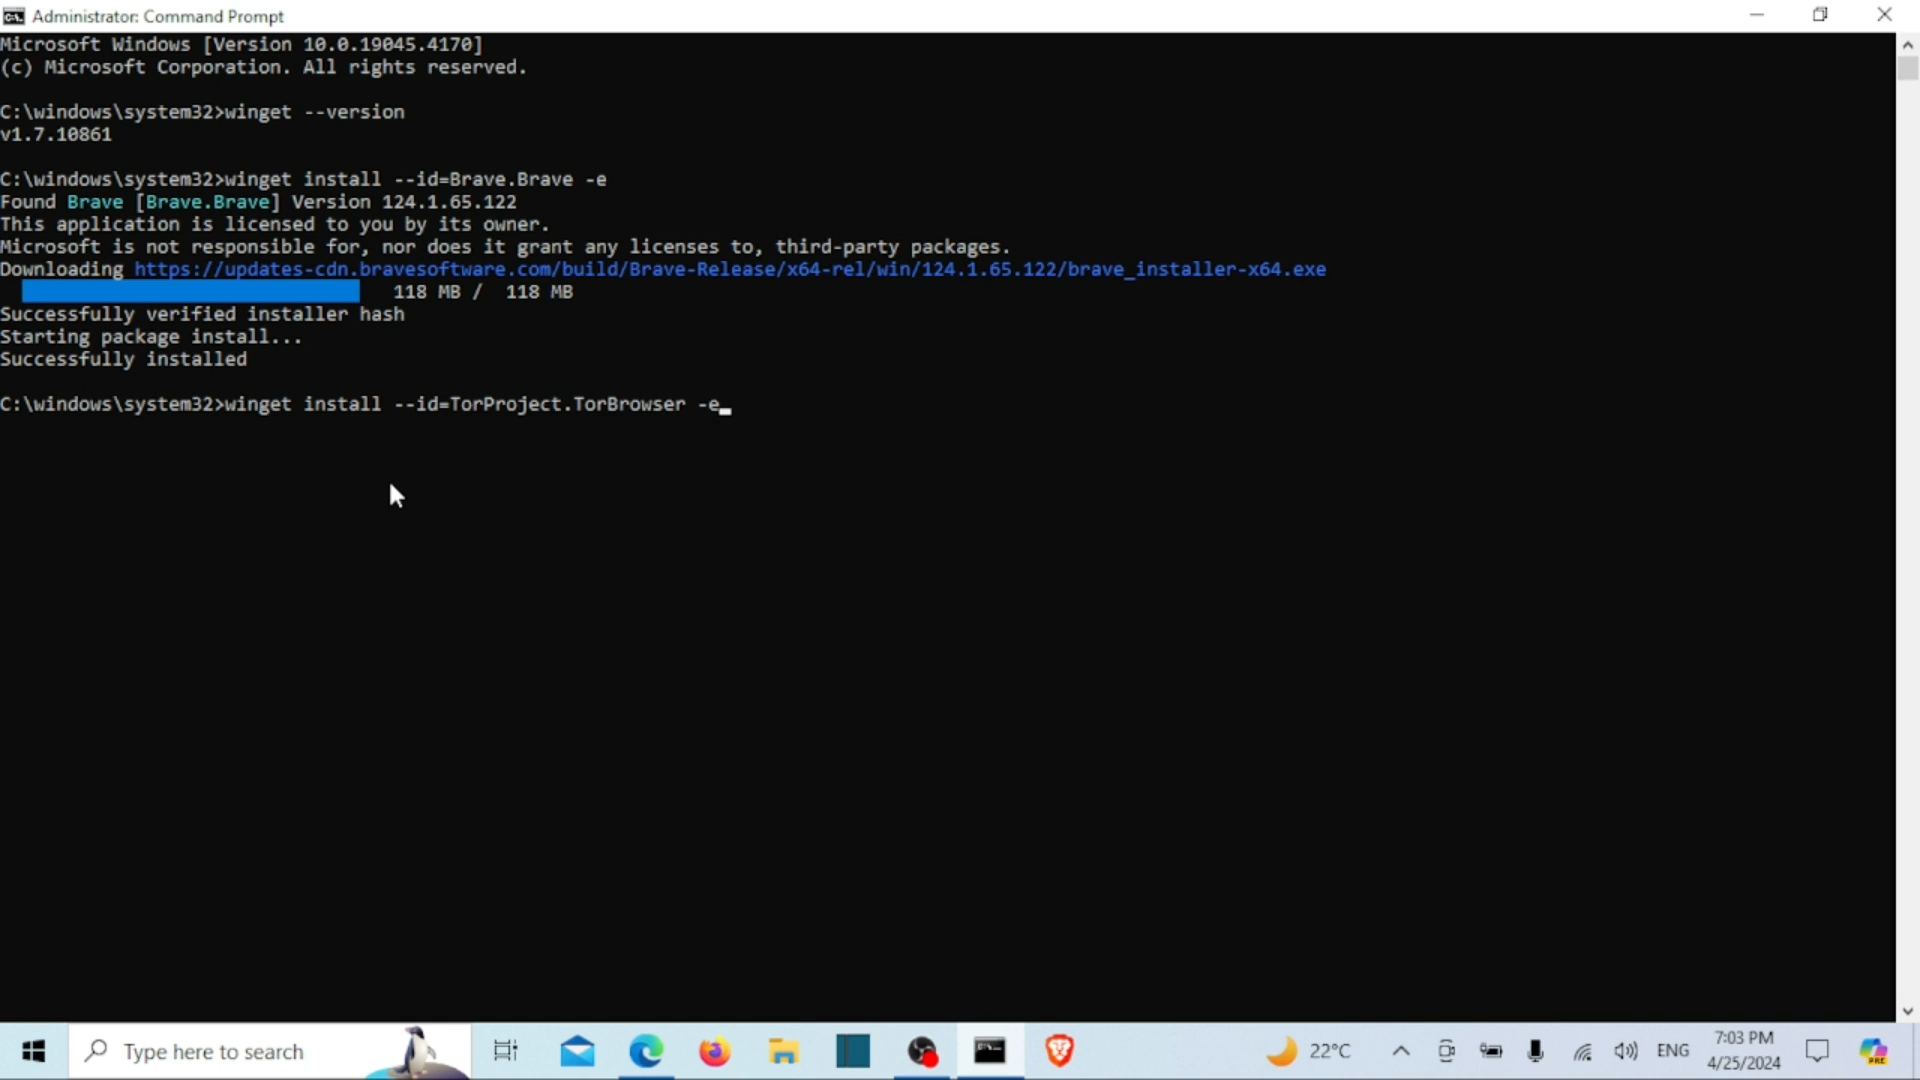 Administrator: Command Prompt
Microsoft Windows [Version 10.0.19045.4170]
(c) Microsoft Corporation. All rights reserved.
C:\windows\system32>winget --version
v1.7.10861
C:\windows\system32>winget install --id=Brave.Brave -e
Found Brave [Brave.Brave] Version 124.1.65.122
This application is licensed to you by its owner.
Microsoft is not responsible for, nor does it grant any licenses to, third-party packages.
Downloading https://updates-cdn.bravesoftware.com/build/Brave-Release/x64-rel/win/124.1.65.122/brave_installer-x64.exe
118 MB / 118 MB
Successfully verified installer hash
Starting package install...
Successfully installed
C:\windows\system32>winget install --id=TorProject.TorBrowser -e
Type here to search
22°C
ENG
7:03 PM
4/25/2024
PRE